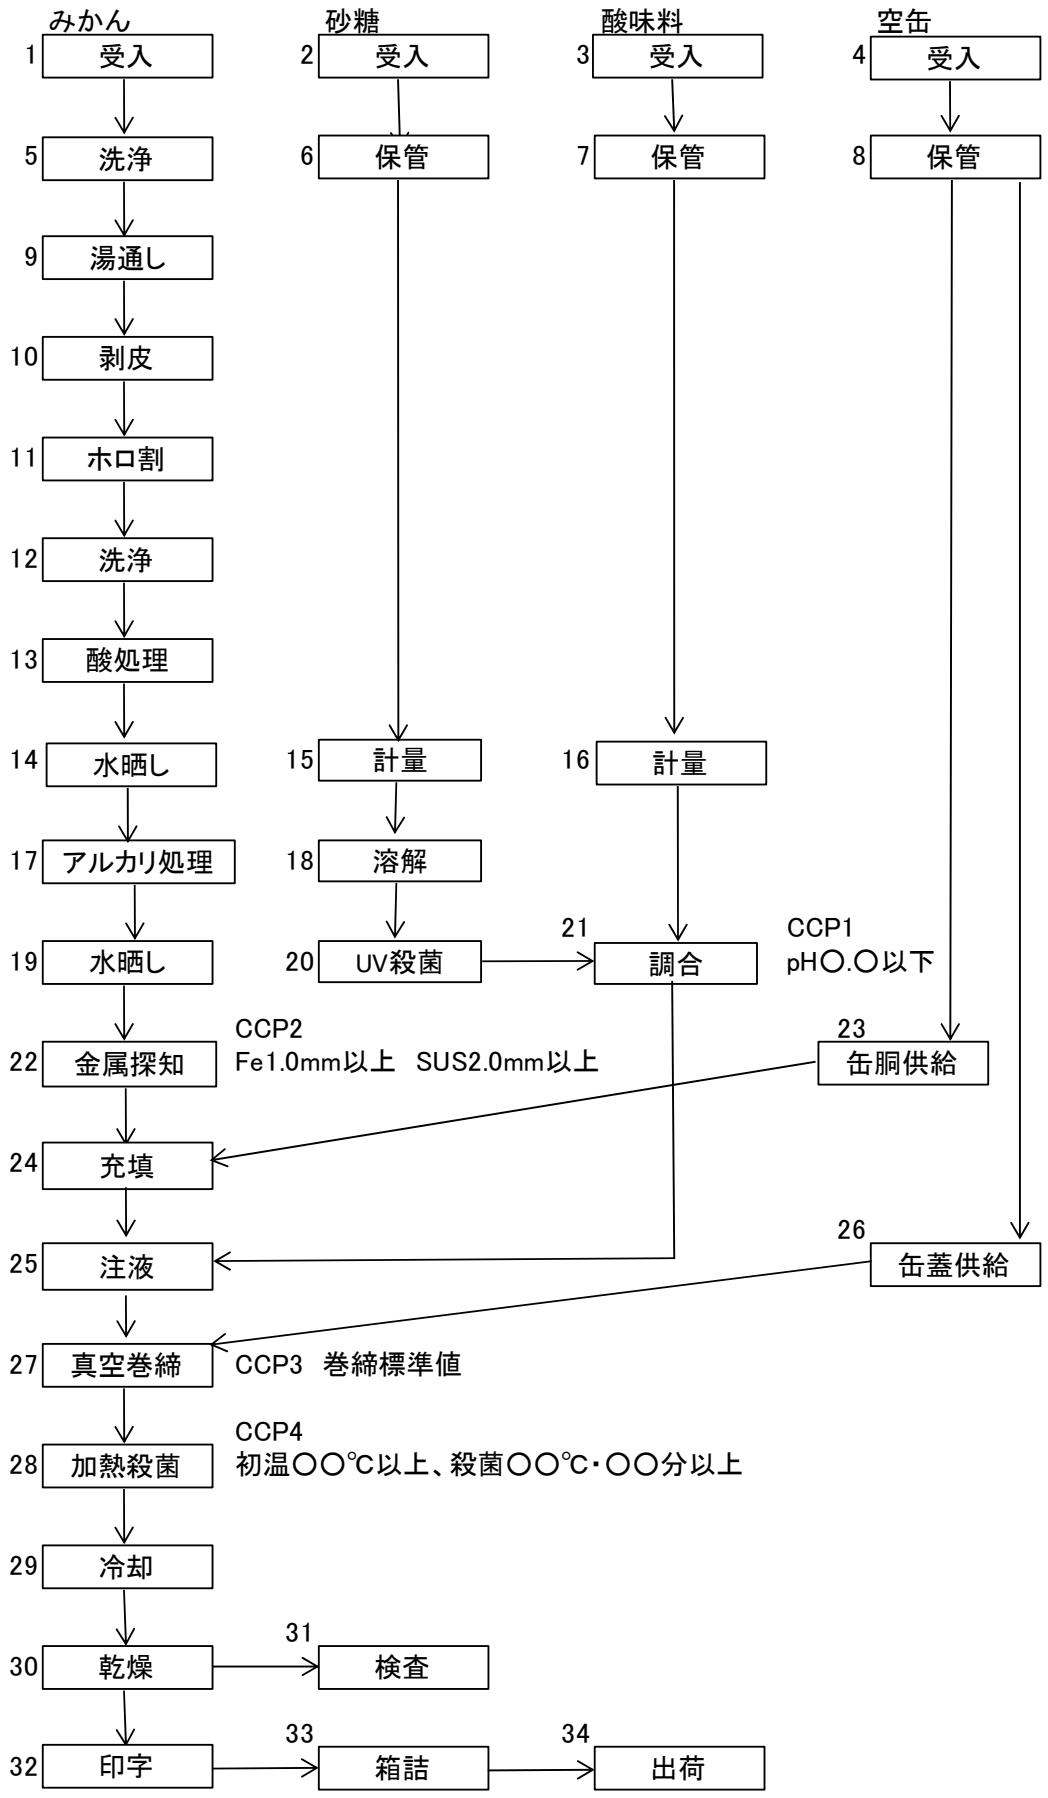 みかん 砂糖 酸味料 空缶
1 受入 2 受入 3 受入 4 受入
5 洗浄 6 保管 7 保管 8 保管
9 湯通し
10 剥皮
11 ホロ割
12 洗浄
13 酸処理
14 水晒し 15 計量 16 計量
17 アルカリ処理 18 溶解
21 CCP1
19 水晒し 20 UV殺菌 調合 pH〇.〇以下
CCP2 23
22 金属探知 Fe1.0mm以上 SUS2.0mm以上 缶胴供給
24 充填
26
25 注液 缶蓋供給
27 真空巻締 CCP3 巻締標準値
CCP4
28 加熱殺菌 初温〇〇℃以上、殺菌〇〇℃・〇〇分以上
29 冷却
31
30 乾燥 検査
33 34
32 印字 箱詰 出荷